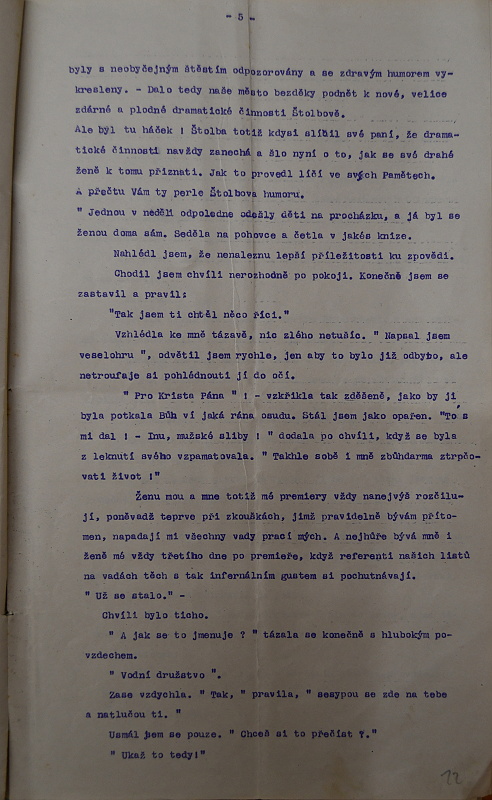 - 5 -
byly s neobyčejným štěstím odpozorovány a se zdravým humorem vy-
kresleny. - Dalo tedy naše město bezděky podnět k nové, velice
zdárné a plodné dramatické činnosti Štolbově.
Ale byl tu háček ! Štolba totiž kdysi slíbil své paní, že drama-
tické činnosti navždy zanechá a šlo nyní o to, jak se své drahé
ženě k tomu přiznati. Jak to provedl líčí ve svých Pamětech.
A přečtu Vám ty perle Štolbova humoru.
" Jednou v neděli odpoledne odešly děti na procházku, a já byl se
ženou doma sám. Seděla na pohovce a četla v jakés knize.
Nahlédl jsem, že nenaleznu lepší příležitosti ku zpovědi.
Chodil jsem chvíli nerozhodně po pokoji. Konečně jsem se
zastavil a pravil:
"Tak jsem ti chtěl něco říci."
Vzhlédla ke mně tázavě, nic zlého netušíc. " Napsal jsem
veselohru ", odvětil jsem rychle, jen aby to bylo již odbyto, ale
netroufaje si pohlédnouti jí do očí.
" Pro Krista Pána " ! - vzkřikla tak zděšeně, jako by ji
byla potkala Bůh ví jaká rána osudu. Stál jsem jako opařen. "To's
mi dal ! - Inu, mužské sliby ! " dodala po chvíli, když se byla
z leknutí svého vzpamatovala. " Takhle sobě i mně zbůhdarma ztrpčo-
vati život !"
Ženu mou a mne totiž mé premiery vždy nanejvýš rozčilu-
jí, poněvadž teprve při zkouškách, jimž pravidelně bývám příto-
men, napadají mi všechny vady prací mých. A nejhůře bývá mně i
ženě mé vždy třetího dne po premieře, když referenti našich listů
na vadách těch s tak infernálním gustem si pochutnávají.
" Už se stalo." -
Chvíli bylo ticho.
" A jak se to jmenuje ? " tázala se konečně s hlubokým po-
vzdechem.
" Vodní družstvo ".
Zase vzdychla. " Tak, " pravila, " sesypou se zde na tebe
a natlučou ti. "
Usmál jsem se pouze. " Chceš si to přečíst ?."
" Ukaž to tedy!"
12